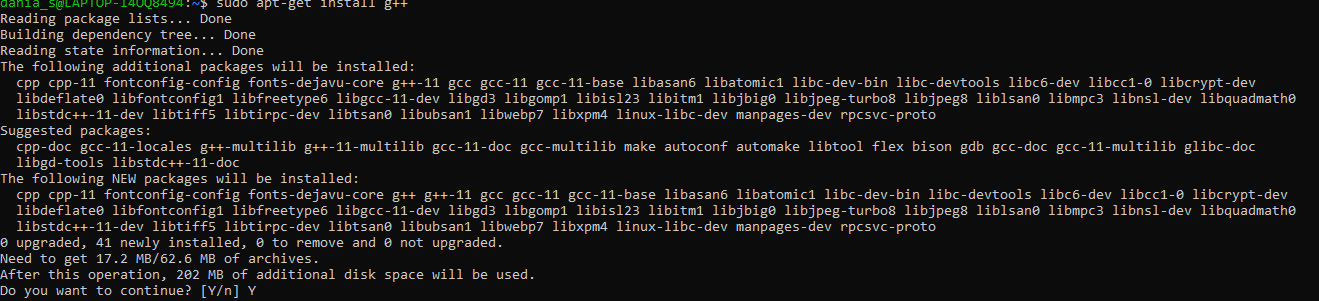 dania_s@LAPTOP-I4OQ8494:~$ sudo apt-get install g++
Reading package lists... Done
Building dependency tree... Done
Reading state information... Done
The following additional packages will be installed:
  cpp cpp-11 fontconfig-config fonts-dejavu-core g++-11 gcc gcc-11 gcc-11-base libasan6 libatomic1 libc-dev-bin libc-devtools libc6-dev libcc1-0 libcrypt-dev
  libdeflate0 libfontconfig1 libfreetype6 libgcc-11-dev libgd3 libgomp1 libisl23 libitm1 libjbig0 libjpeg-turbo8 libjpeg8 liblsan0 libmpc3 libnsl-dev libquadmath0
  libstdc++-11-dev libtiff5 libtirpc-dev libtsan0 libubsan1 libwebp7 libxpm4 linux-libc-dev manpages-dev rpcsvc-proto
Suggested packages:
  cpp-doc gcc-11-locales g++-multilib g++-11-multilib gcc-11-doc gcc-multilib make autoconf automake libtool flex bison gdb gcc-doc gcc-11-multilib glibc-doc
  libgd-tools libstdc++-11-doc
The following NEW packages will be installed:
  cpp cpp-11 fontconfig-config fonts-dejavu-core g++ g++-11 gcc gcc-11 gcc-11-base libasan6 libatomic1 libc-dev-bin libc-devtools libc6-dev libcc1-0 libcrypt-dev
  libdeflate0 libfontconfig1 libfreetype6 libgcc-11-dev libgd3 libgomp1 libisl23 libitm1 libjbig0 libjpeg-turbo8 libjpeg8 liblsan0 libmpc3 libnsl-dev libquadmath0
  libstdc++-11-dev libtiff5 libtirpc-dev libtsan0 libubsan1 libwebp7 libxpm4 linux-libc-dev manpages-dev rpcsvc-proto
0 upgraded, 41 newly installed, 0 to remove and 0 not upgraded.
Need to get 17.2 MB/62.6 MB of archives.
After this operation, 202 MB of additional disk space will be used.
Do you want to continue? [Y/n] Y